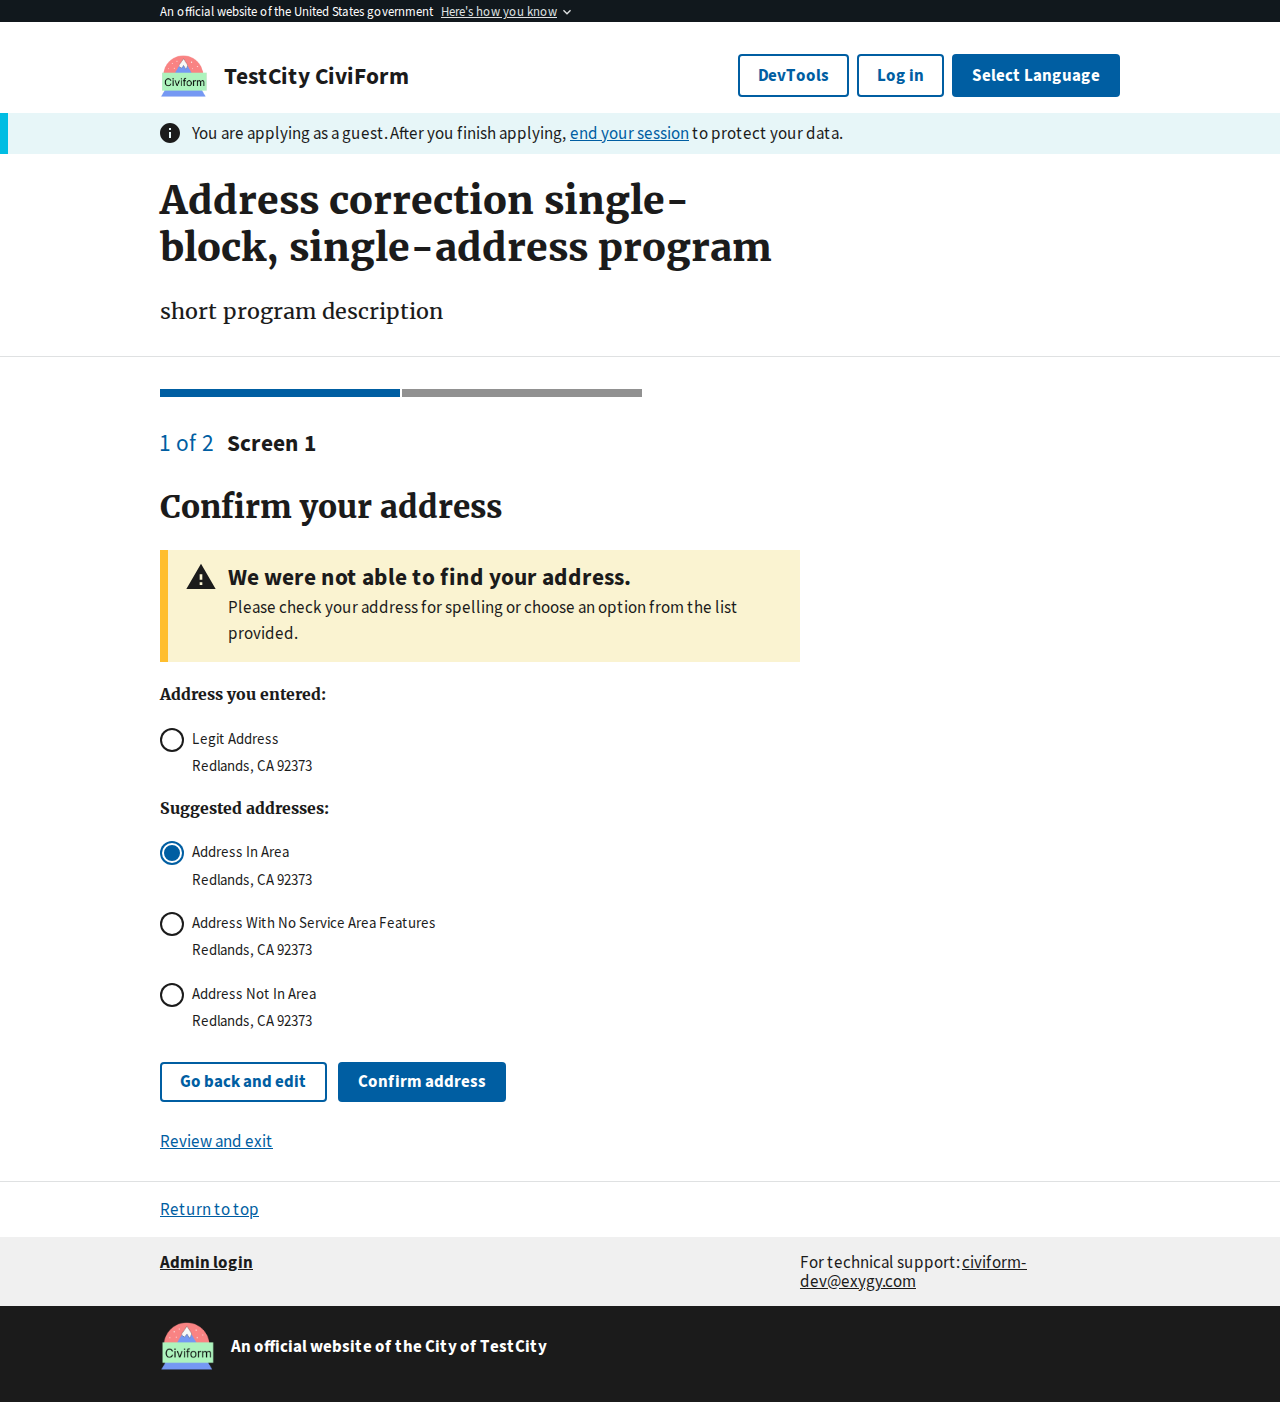 An official website of the United States government Here's how you know
Civiform
TestCity CiviForm
DevTools
Log in
Select Language
You are applying as a guest. After you finish applying, end your session to protect your data.
Address correction single-
block, single-address program
short program description
1 of 2 Screen 1
Confirm your address
We were not able to find your address.
Please check your address for spelling or choose an option from the list
provided.
Address you entered:
Legit Address
Redlands, CA 92373
Suggested addresses:
Address In Area
Redlands, CA 92373
Address With No Service Area Features
Redlands, CA 92373
Address Not In Area
Redlands, CA 92373
Go back and edit
Confirm address
Review and exit
Return to top
Admin login
For technical support: civiform-
dev@exygy.com
Civiform
An official website of the City of TestCity